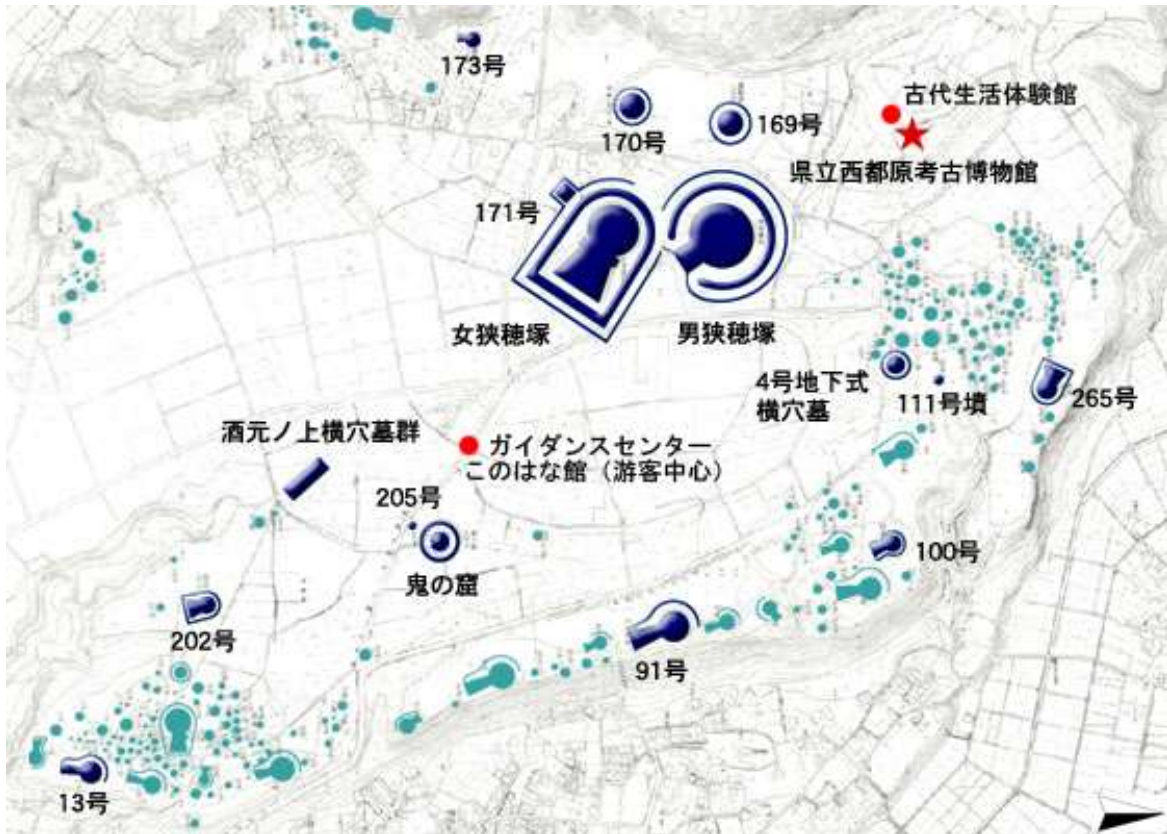 173号
古代生活体験館
170号
169号
県立西都原考古博物館
171号
女狭穂塚
男狭穂塚
4号地下式
横穴墓
111号墳
265号
酒元ノ上横穴墓群
ガイダンスセンター
このはな館（游客中心）
205号
鬼の窟
100号
202号
91号
13号